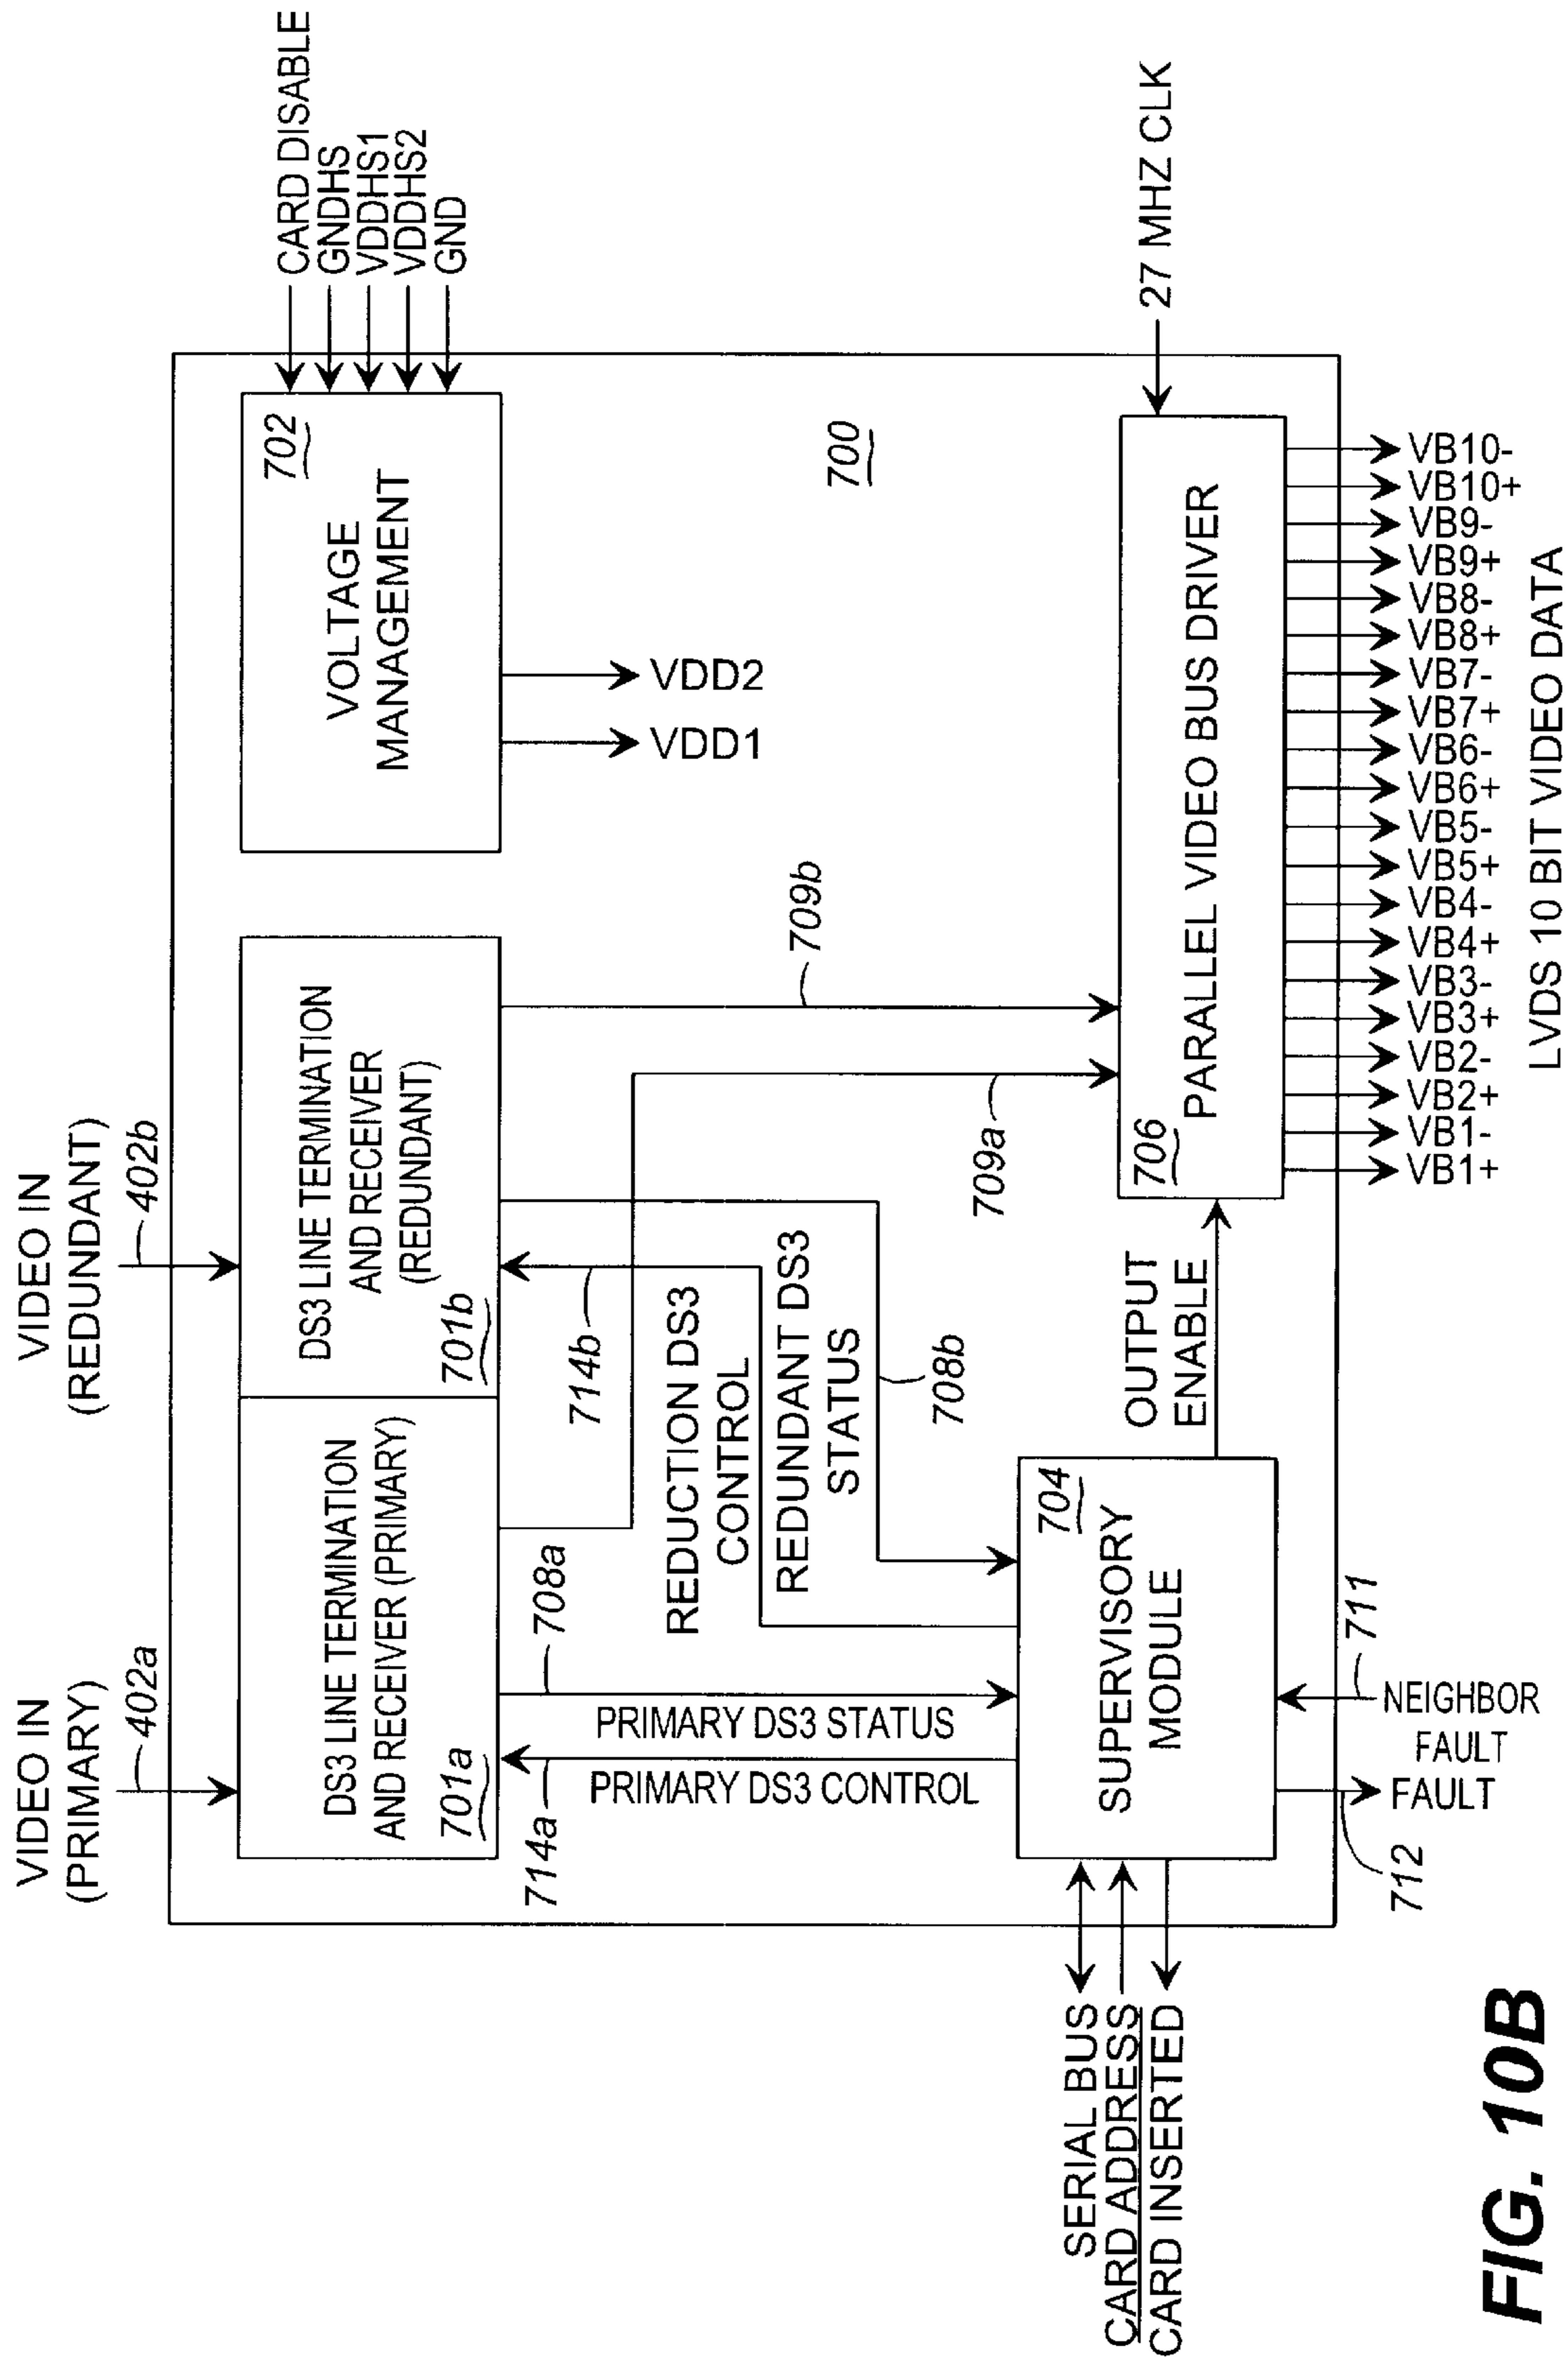 VIDEO IN
(PRIMARY)
402a
VIDEO IN
(REDUNDANT)
402b
DS3 LINE TERMINATION
AND RECEIVER (PRIMARY)
701a
DS3 LINE TERMINATION
AND RECEIVER
(REDUNDANT)
701b
VOLTAGE
MANAGEMENT
702
CARD DISABLE
GNDHS
VDDHS1
VDDHS2
GND
VDD1
VDD2
714a
708a
PRIMARY DS3 STATUS
PRIMARY DS3 CONTROL
714b
REDUCTION DS3
CONTROL
REDUNDANT DS3
STATUS
708b
709a
709b
700
SERIAL BUS
CARD ADDRESS
CARD INSERTED
704
SUPERVISORY
MODULE
OUTPUT
ENABLE
706
PARALLEL VIDEO BUS DRIVER
27 MHZ CLK
712
FAULT
711
NEIGHBOR
FAULT
VB1+
VB1-
VB2+
VB2-
VB3+
VB3-
VB4+
VB4-
VB5+
VB5-
VB6+
VB6-
VB7+
VB7-
VB8+
VB8-
VB9+
VB9-
VB10+
VB10-
LVDS 10 BIT VIDEO DATA
FIG. 10B